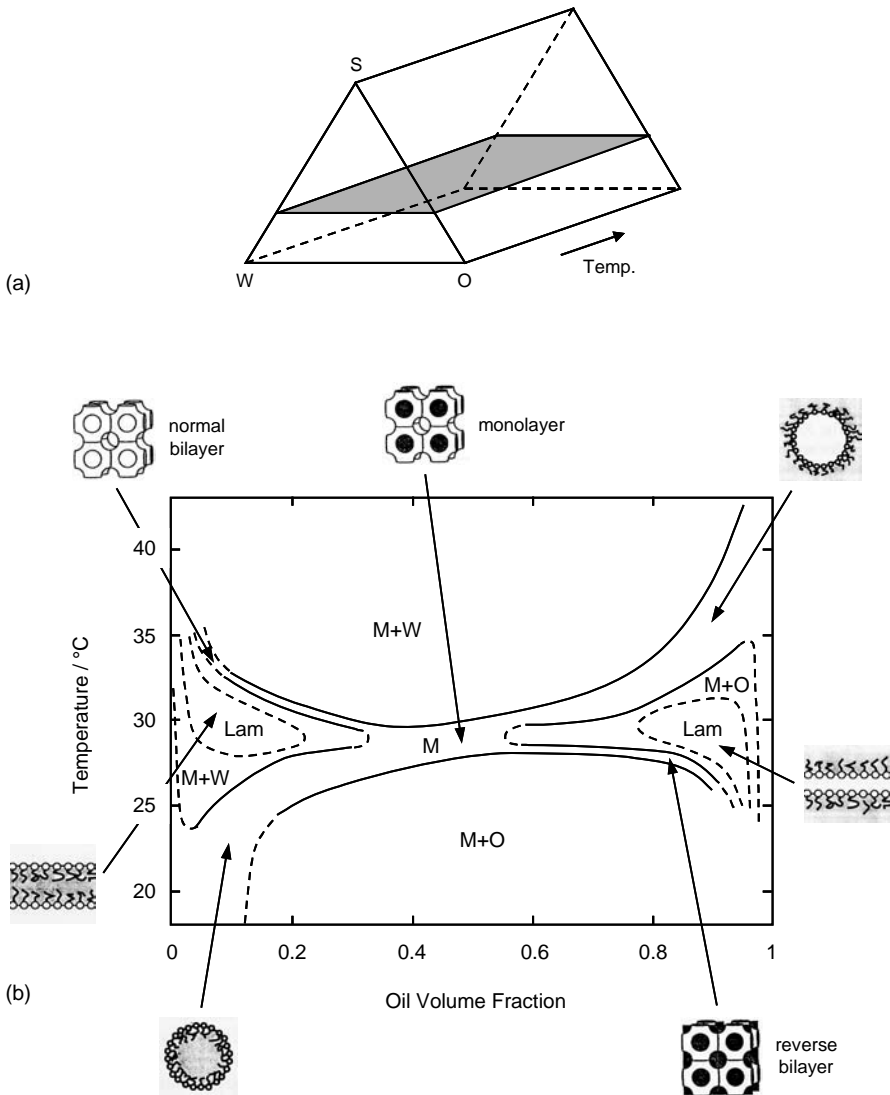 S
W
O
Temp.
(a)
normal
bilayer
monolayer
40
35
30
25
20
Temperature / °C
M+W
M+O
Lam
Lam
M
M+W
M+O
0
0.2
0.4
0.6
0.8
1
Oil Volume Fraction
(b)
reverse
bilayer